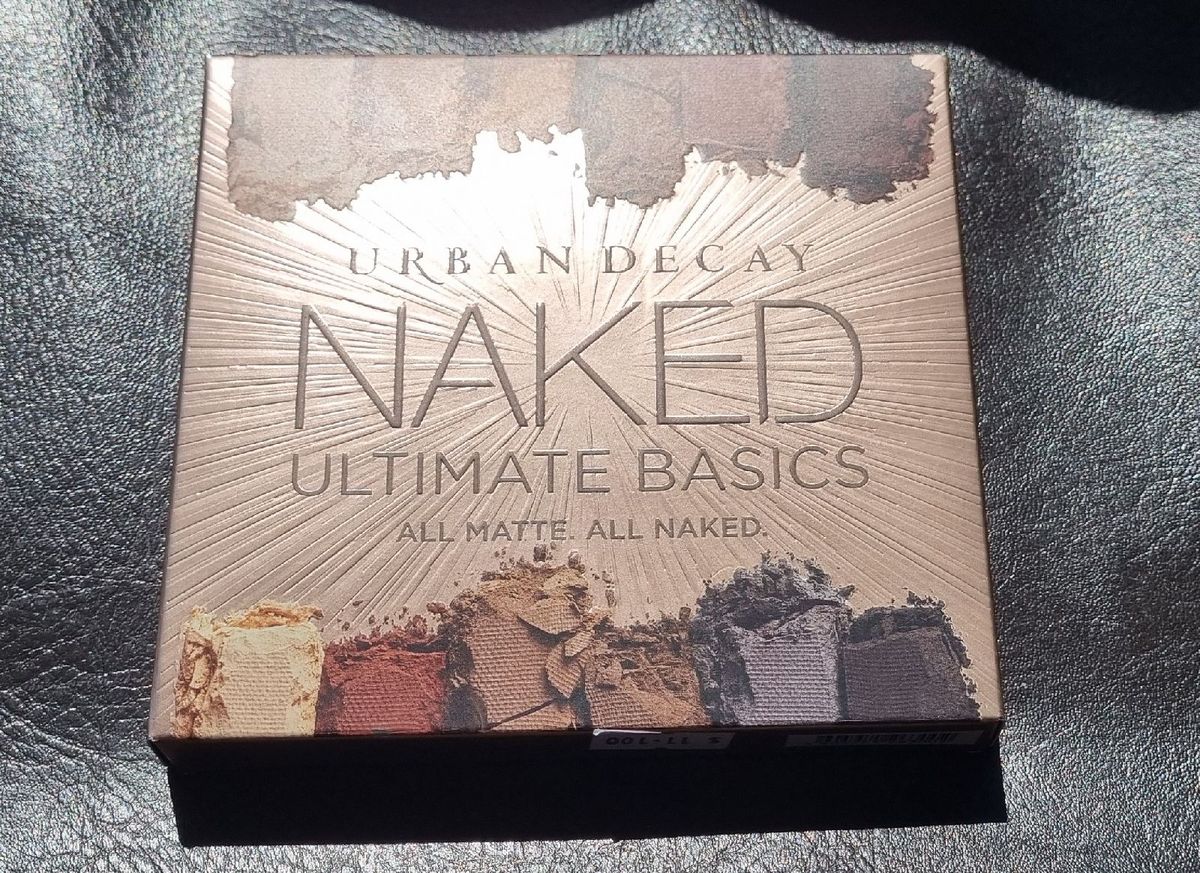 URBAN DECAY
NAKED
ULTIMATE BASICS
ALL MATTE. ALL NAKED.